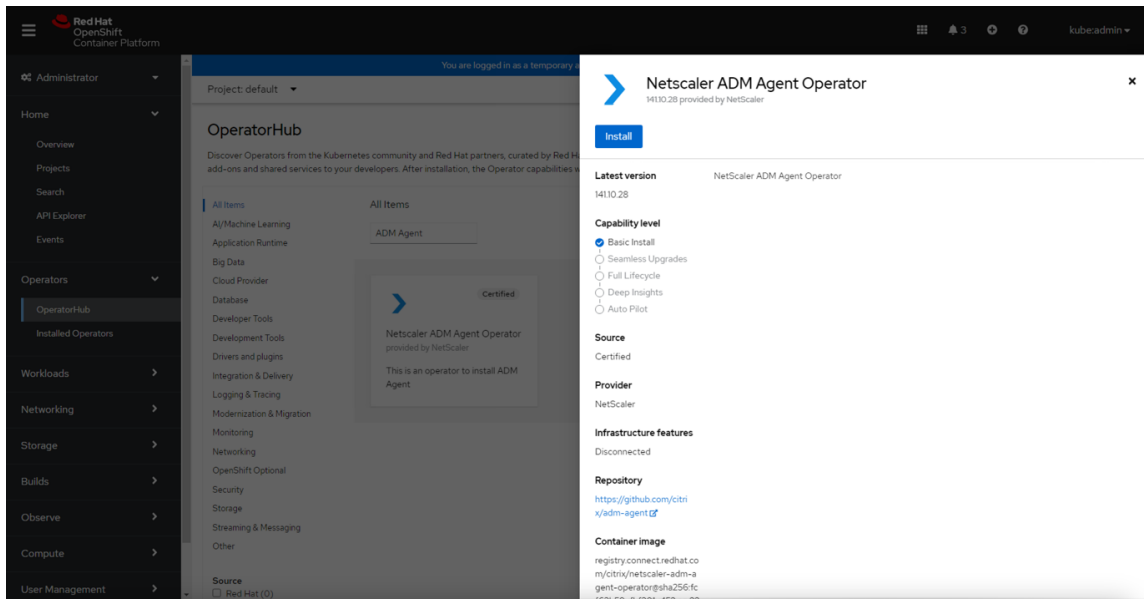 Red Hat
OpenShift
Container Platform
3
kube:admin
Administrator
Home
Overview
Projects
Search
API Explorer
Events
Operators
OperatorHub
Installed Operators
Workloads
Networking
Storage
Builds
Observe
Compute
User Management
You are logged in as a temporary a
Project: default
OperatorHub
Discover Operators from the Kubernetes community and Red Hat partners, curated by Red H
add-ons and shared services to your developers. After installation, the Operator capabilities w
All Items
AI/Machine Learning
Application Runtime
Big Data
Cloud Provider
Database
Developer Tools
Development Tools
Drivers and plugins
Integration & Delivery
Logging & Tracing
Modernization & Migration
Monitoring
Networking
OpenShift Optional
Security
Storage
Streaming & Messaging
Other
Source
Red Hat (0)
All Items
ADM Agent
Certified
Netscaler ADM Agent Operator
provided by NetScaler
This is an operator to install ADM
Agent
Netscaler ADM Agent Operator
141.10.28 provided by NetScaler
Install
Latest version
141.10.28
Capability level
Basic Install
Seamless Upgrades
Full Lifecycle
Deep Insights
Auto Pilot
Source
Certified
Provider
NetScaler
Infrastructure features
Disconnected
Repository
https://github.com/citri
x/adm-agent
Container image
registry.connect.redhat.co
m/citrix/netscaler-adm-a
gent-operator@sha256:fc
NetScaler ADM Agent Operator